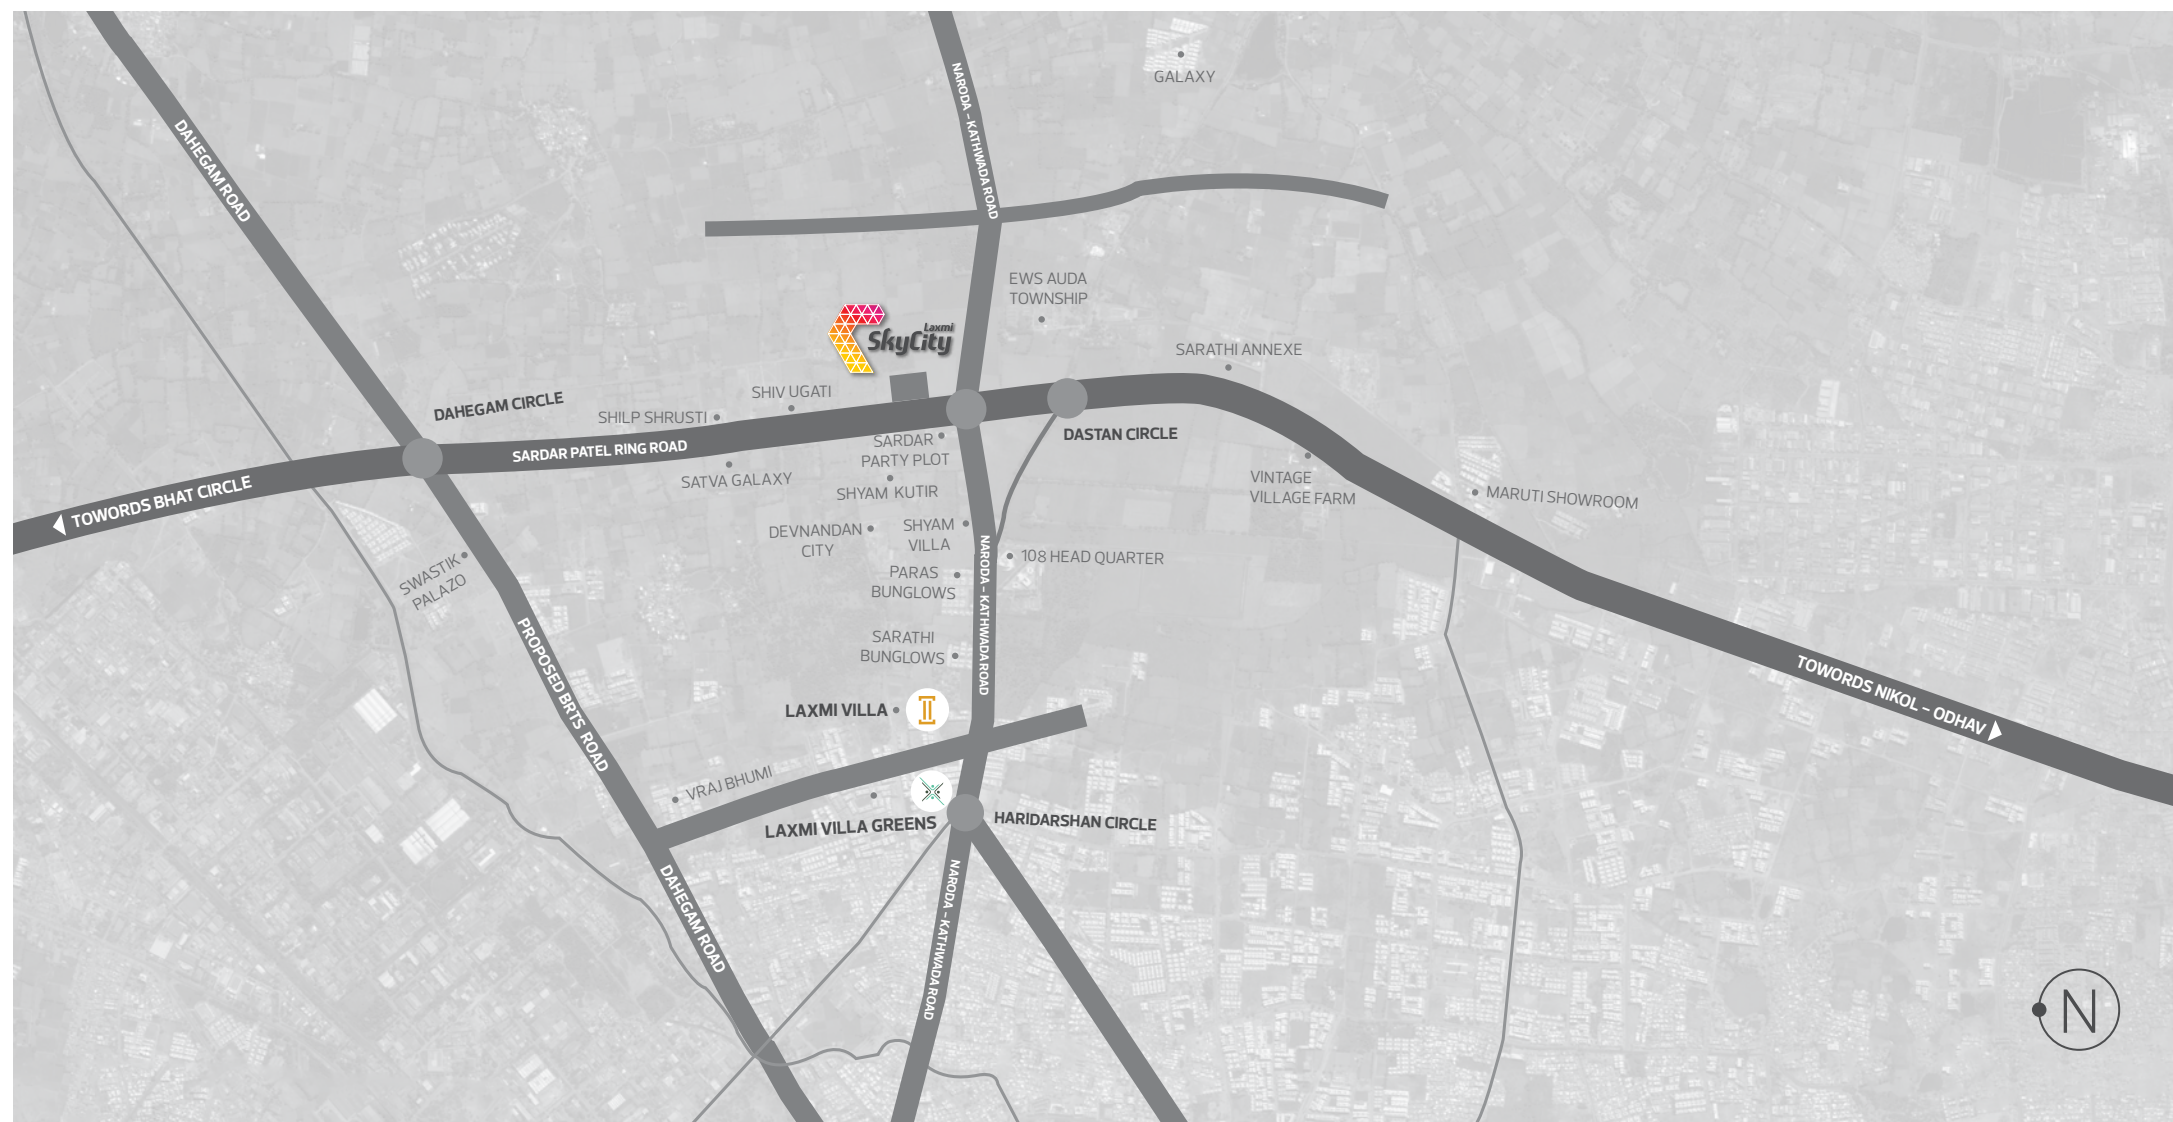 GALAXY
NARODA – KATHWADA ROAD
DAHEGAM ROAD
EWS AUDA
TOWNSHIP
Laxmi
SkyCity
SARATHI ANNEXE
DAHEGAM CIRCLE
SHIV UGATI
SHILP SHRUSTI
DASTAN CIRCLE
SARDAR PATEL RING ROAD
SARDAR
PARTY PLOT
SATVA GALAXY
SHYAM KUTIR
VINTAGE
VILLAGE FARM
MARUTI SHOWROOM
TOWORDS BHAT CIRCLE
DEVNANDAN
CITY
SHYAM
VILLA
108 HEAD QUARTER
SWASTIK
PALAZO
PARAS
BUNGLOWS
NARODA – KATHWADA ROAD
SARATHI
BUNGLOWS
PROPOSED BRTS ROAD
TOWORDS NIKOL – ODHAV
LAXMI VILLA
VRAJ BHUMI
LAXMI VILLA GREENS
HARIDARSHAN CIRCLE
DAHEGAM ROAD
NARODA – KATHWADA ROAD
N